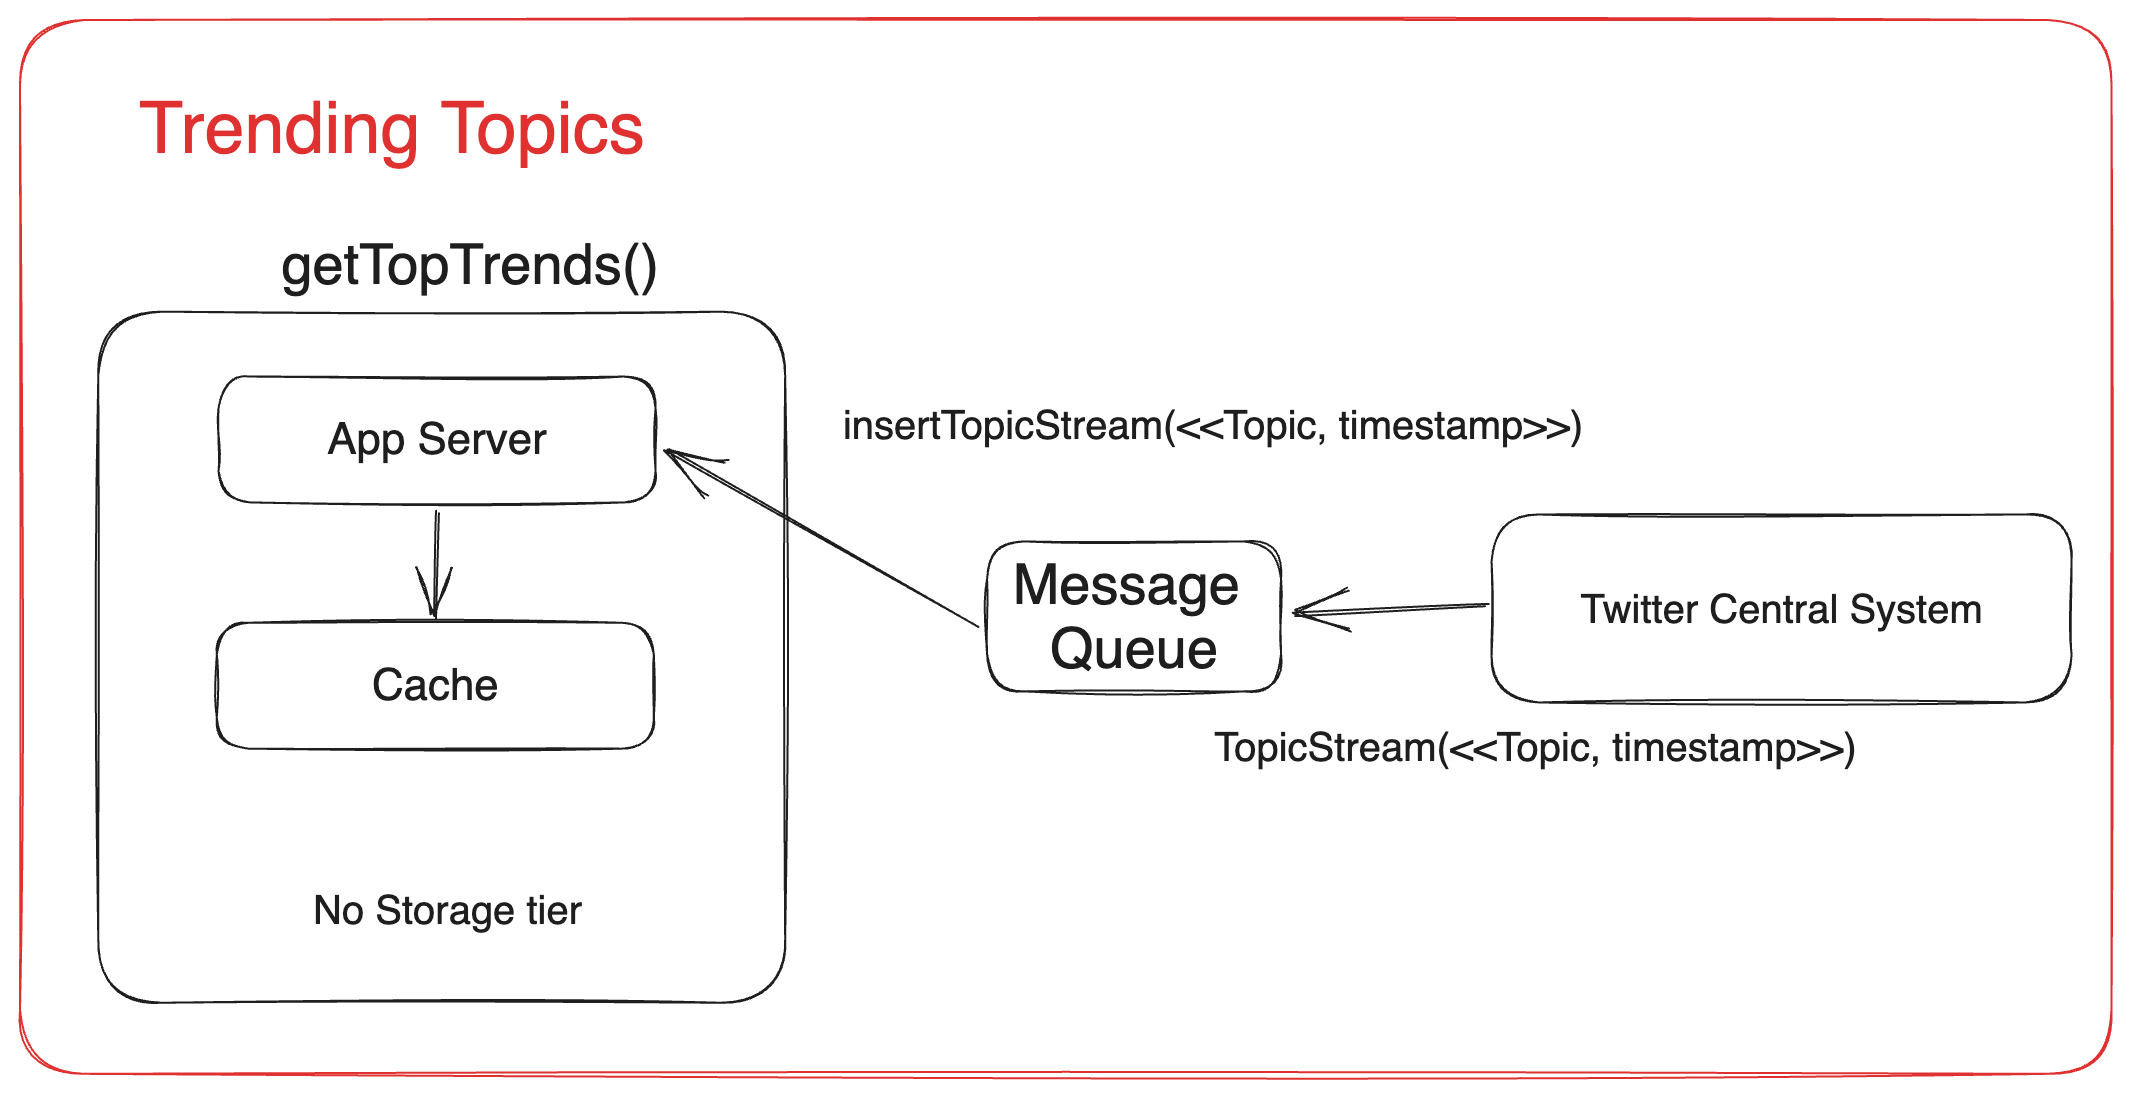 Trending Topics
getTopTrends()
App Server
insertTopicStream(<<Topic, timestamp>>)
Message
Queue
Twitter Central System
Cache
TopicStream(<<Topic, timestamp>>)
No Storage tier